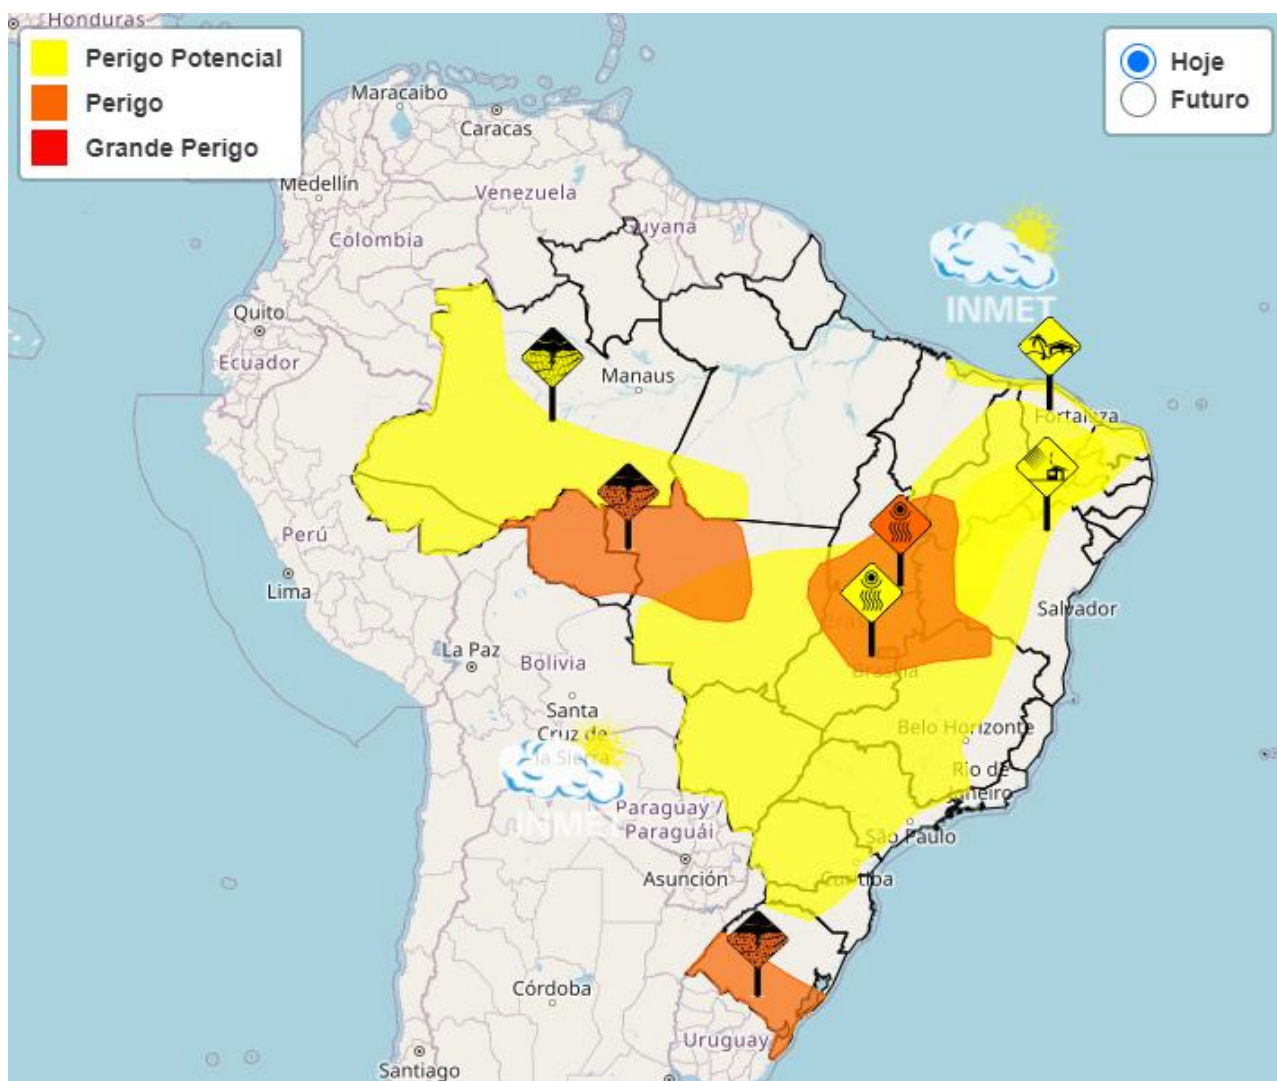 Honduras
Perigo Potencial
Perigo
Grande Perigo
Hoje
Futuro
Maracaibo
Caracas
Medellín
Venezuela
Guyana
Colombia
INMET
Quito
Ecuador
Manaus
Fortaleza
Perú
Lima
Salvador
La Paz
Bolivia
Brasília
Santa
Cruz de
la Sierra
Belo Horizonte
Rio de
Janeiro
INMET
Paraguay /
Paraguái
São Paulo
Asunción
Curitiba
Córdoba
Uruguay
Santiago